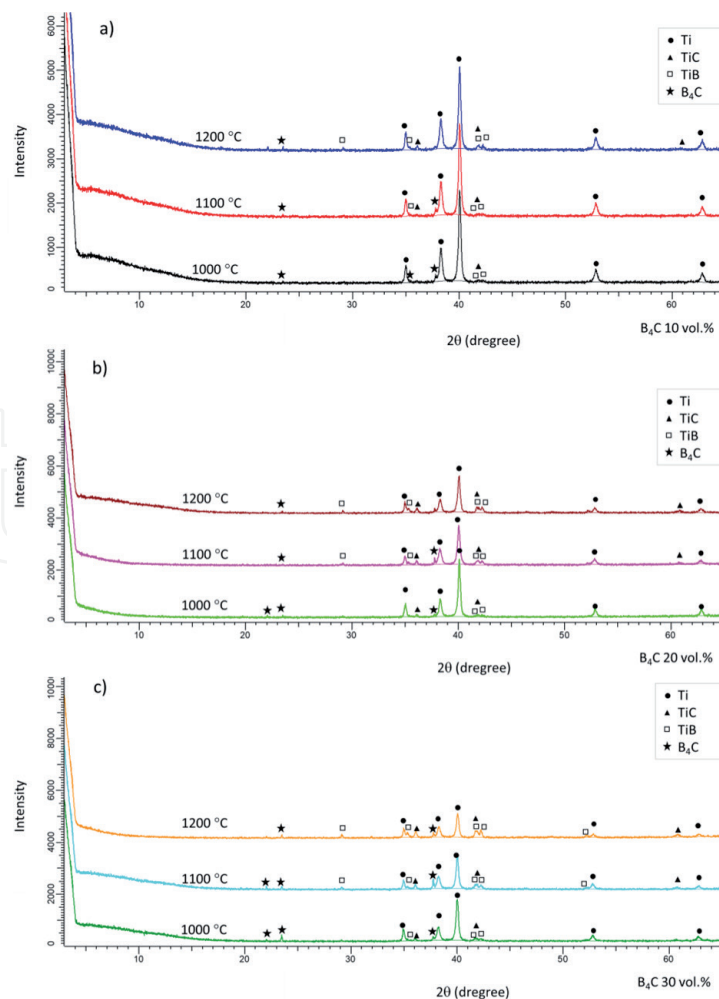 a)
● Ti
▲ TiC
□ TiB
★ B₄C
Intensity
6000
5000
4000
3000
2000
1000
0
1200 °C
1100 °C
1000 °C
10 20 30 40 50 60
2θ (dregree)
B₄C 10 vol.%
b)
● Ti
▲ TiC
□ TiB
★ B₄C
Intensity
10000
8000
6000
4000
2000
0
1200 °C
1100 °C
1000 °C
10 20 30 40 50 60
2θ (dregree)
B₄C 20 vol.%
c)
● Ti
▲ TiC
□ TiB
★ B₄C
Intensity
10000
8000
6000
4000
2000
0
1200 °C
1100 °C
1000 °C
10 20 30 40 50 60
2θ (dregree)
B₄C 30 vol.%